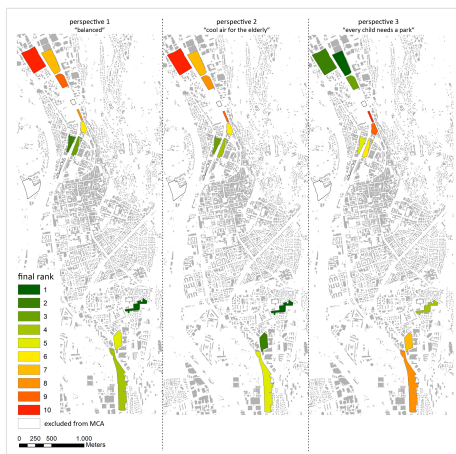 perspective 1
"balanced"
perspective 2
"cool air for the elderly"
perspective 3
"every child needs a park"
final rank
1
2
3
4
5
6
7
8
9
10
excluded from MCA
0 250 500 1.000
Meters